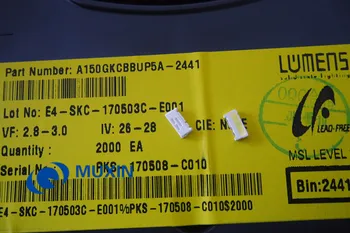 Part Number: A150GKCBBUP5A-2441
LUMENS
Lot No: E4-SKC-170503C-E001
VF: 2.8-3.0 IV: 26-28 CIE:
Quantity : 2000 EA
LEAD-FREE
MSL LEVEL
Serial N PKS-170508-C010
Bin:2441
MUXIN
E4-SKC-170503C-E001%PKS-170508-C010$2000